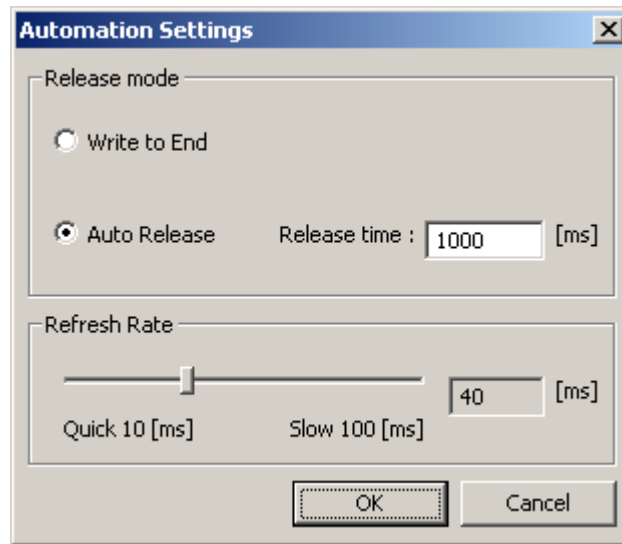 Automation Settings
Release mode
Write to End
Auto Release Release time : 1000 [ms]
Refresh Rate
40 [ms]
Quick 10 [ms] Slow 100 [ms]
OK Cancel